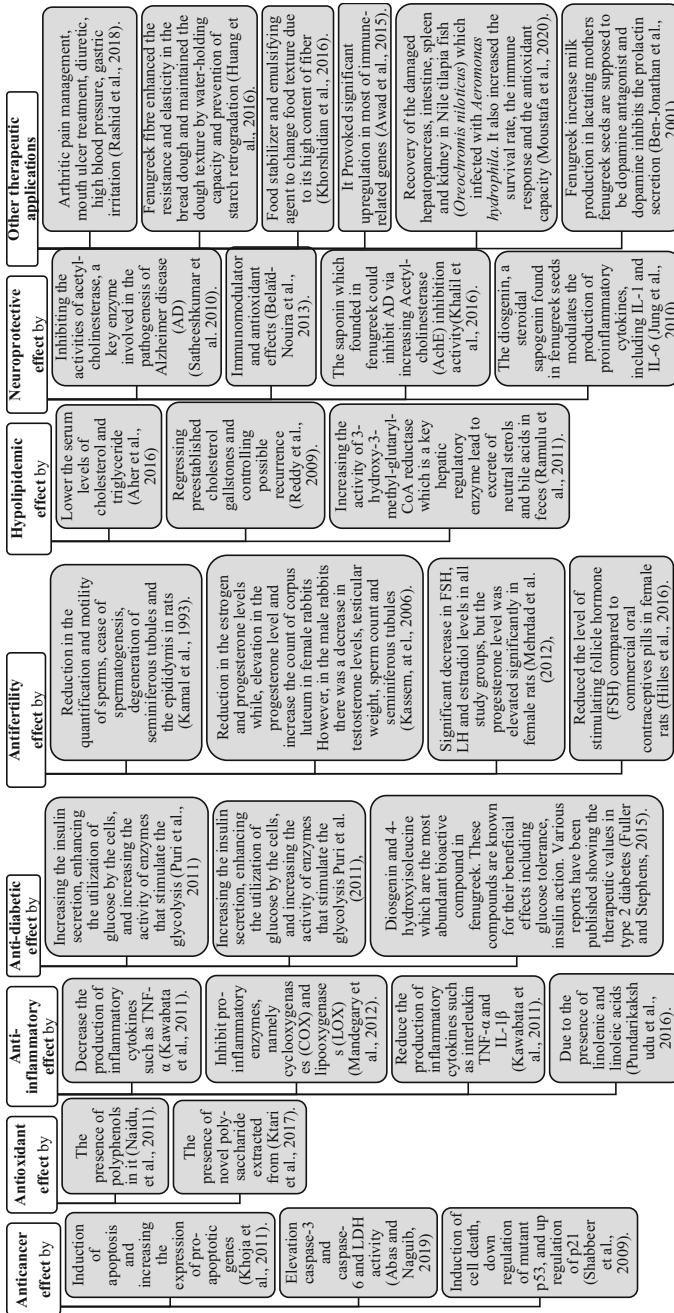 Anticancer
effect by
Induction
of
apoptosis
and
increasing
the
expression
of pro-
apoptotic
genes
(Khoja et
al., 2011).
Elevation
caspase-3
and
caspase-
6 and LDH
activity
(Abas and
Naguib,
2019)
Induction of
cell death,
down
regulation
of mutant
p53, and up
regulation
of p21
(Shabbeer
et al.,
2009).
Antioxidant
effect by
The
presence of
polyphenols
in it (Naidu,
et al., 2011).
The
presence of
novel poly-
saccharide
extracted
from (Ktari
et al., 2017).
Anti-
inflammatory
effect by
Decrease the
production of
inflammatory
cytokines
such as TNF-
α (Kawabata
et al., 2011).
Inhibit pro-
inflammatory
enzymes,
namely
cyclooxygenas
es (COX) and
lipooxygenase
s (LOX)
(Mandegary et
al., 2012).
Reduce the
production of
inflammatory
cytokines such
as interleukin
TNF-α and
IL-1β
(Kawabata et
al., 2011).
Due to the
presence of
linolenic and
linoleic acids
(Pundarikaksh
udu et al.,
2016).
Anti-diabetic
effect by
Increasing the insulin
secretion, enhancing
the utilization of
glucose by the cells,
and increasing the
activity of enzymes
that stimulate the
glycolysis (Puri et al.,
2011)
Increasing the insulin
secretion, enhancing
the utilization of
glucose by the cells,
and increasing the
activity of enzymes
that stimulate the
glycolysis Puri et al.
(2011),
Diosgenin and 4-
hydroxyisoleucine
which are the most
abundant bioactive
compound in
fenugreek. These
compounds are known
for their beneficial
effects including
glucose tolerance,
insulin action. Various
reports have been
published showing the
therapeutic values in
type 2 diabetes (Fuller
and Stephens, 2015).
Antifertility
effect by
Reduction in the
quantification and motility
of sperms, cease of
spermatogenesis,
degeneration of
seminiferous tubules and
the epididymis in rats
(Kamal et al., 1993).
Reduction in the estrogen
and progesterone levels
while, elevation in the
progesterone level and
increase the count of corpus
luteum in female rabbits
However, in the male rabbits
there was a decrease in
testosterone levels, testicular
weight, sperm count and
seminiferous tubules
(Kassem, at el., 2006).
Significant decrease in FSH,
LH and estradiol levels in all
study groups, but the
progesterone level was
elevated significantly in
female rats (Mehrdad et al.
(2012),
Reduced the level of
stimulating follicle hormone
(FSH) compared to
commercial oral
contraceptives pills in female
rats (Hilles et al., 2016).
Hypolipidemic
effect by
Lower the serum
levels of
cholesterol and
triglyceride
(Aher et al.,
2016)
Regressing
preestablished
cholesterol
gallstones and
controlling
possible
recurrence
(Reddy et al.,
2009).
Increasing the
activity of 3-
hydroxy-3-
methyl-glutaryl-
CoA reductase
which is a key
hepatic
regulatory
enzyme lead to
excrete of
neutral sterols
and bile acids in
feces (Ramulu et
al., 2011).
Neuroprotective
effect by
Inhibiting the
activities of acetyl-
cholinesterase, a key
enzyme
involved in the
pathogenesis of
Alzheimer disease
(AD)
(Satheeshkumar et
al. 2010).
Immunomodulator
and antioxidant
effects (Belaïd-
Nouira et al.,
2013).
The saponin which
founded in
fenugreek could
inhibit AD via
increasing Acetyl-
cholinesterase
(AchE) inhibition
activity(Khalil et
al., 2016).
The diosgenin, a
steroidal
sapogenin found
in fenugreek seeds
modulates the
production of
proinflammatory
cytokines,
including IL-1 and
IL-6 (Jung et al.,
2010)
Other therapeutic
applications
Arthritic pain management,
mouth ulcer treatment, diuretic,
high blood pressure, gastric
irritation (Rashid et al., 2018).
Fenugreek fibre enhanced the
resistance and elasticity in the
bread dough and maintained the
dough texture by water-holding
capacity and prevention of
starch retrogradation (Huang et
al., 2016).
Food stabilizer and emulsifying
agent to change food texture due
to its high content of fiber
(Khorshidian et al., 2016).
It Provoked significant
upregulation in most of immune-
related genes (Awad et al., 2015).
Recovery of the damaged
hepatopancreas, intestine, spleen
and kidney in Nile tilapia fish
(Oreochromis niloticus) which
infected with Aeromonas
hydrophila. It also increased the
survival rate, the immune
response and the antioxidant
capacity (Moustafa et al., 2020).
Fenugreek increase milk
production in lactating mothers
fenugreek seeds are supposed to
be dopamine antagonist and
dopamine inhibits the prolactin
secretion (Ben-Jonathan et al.,
2001)